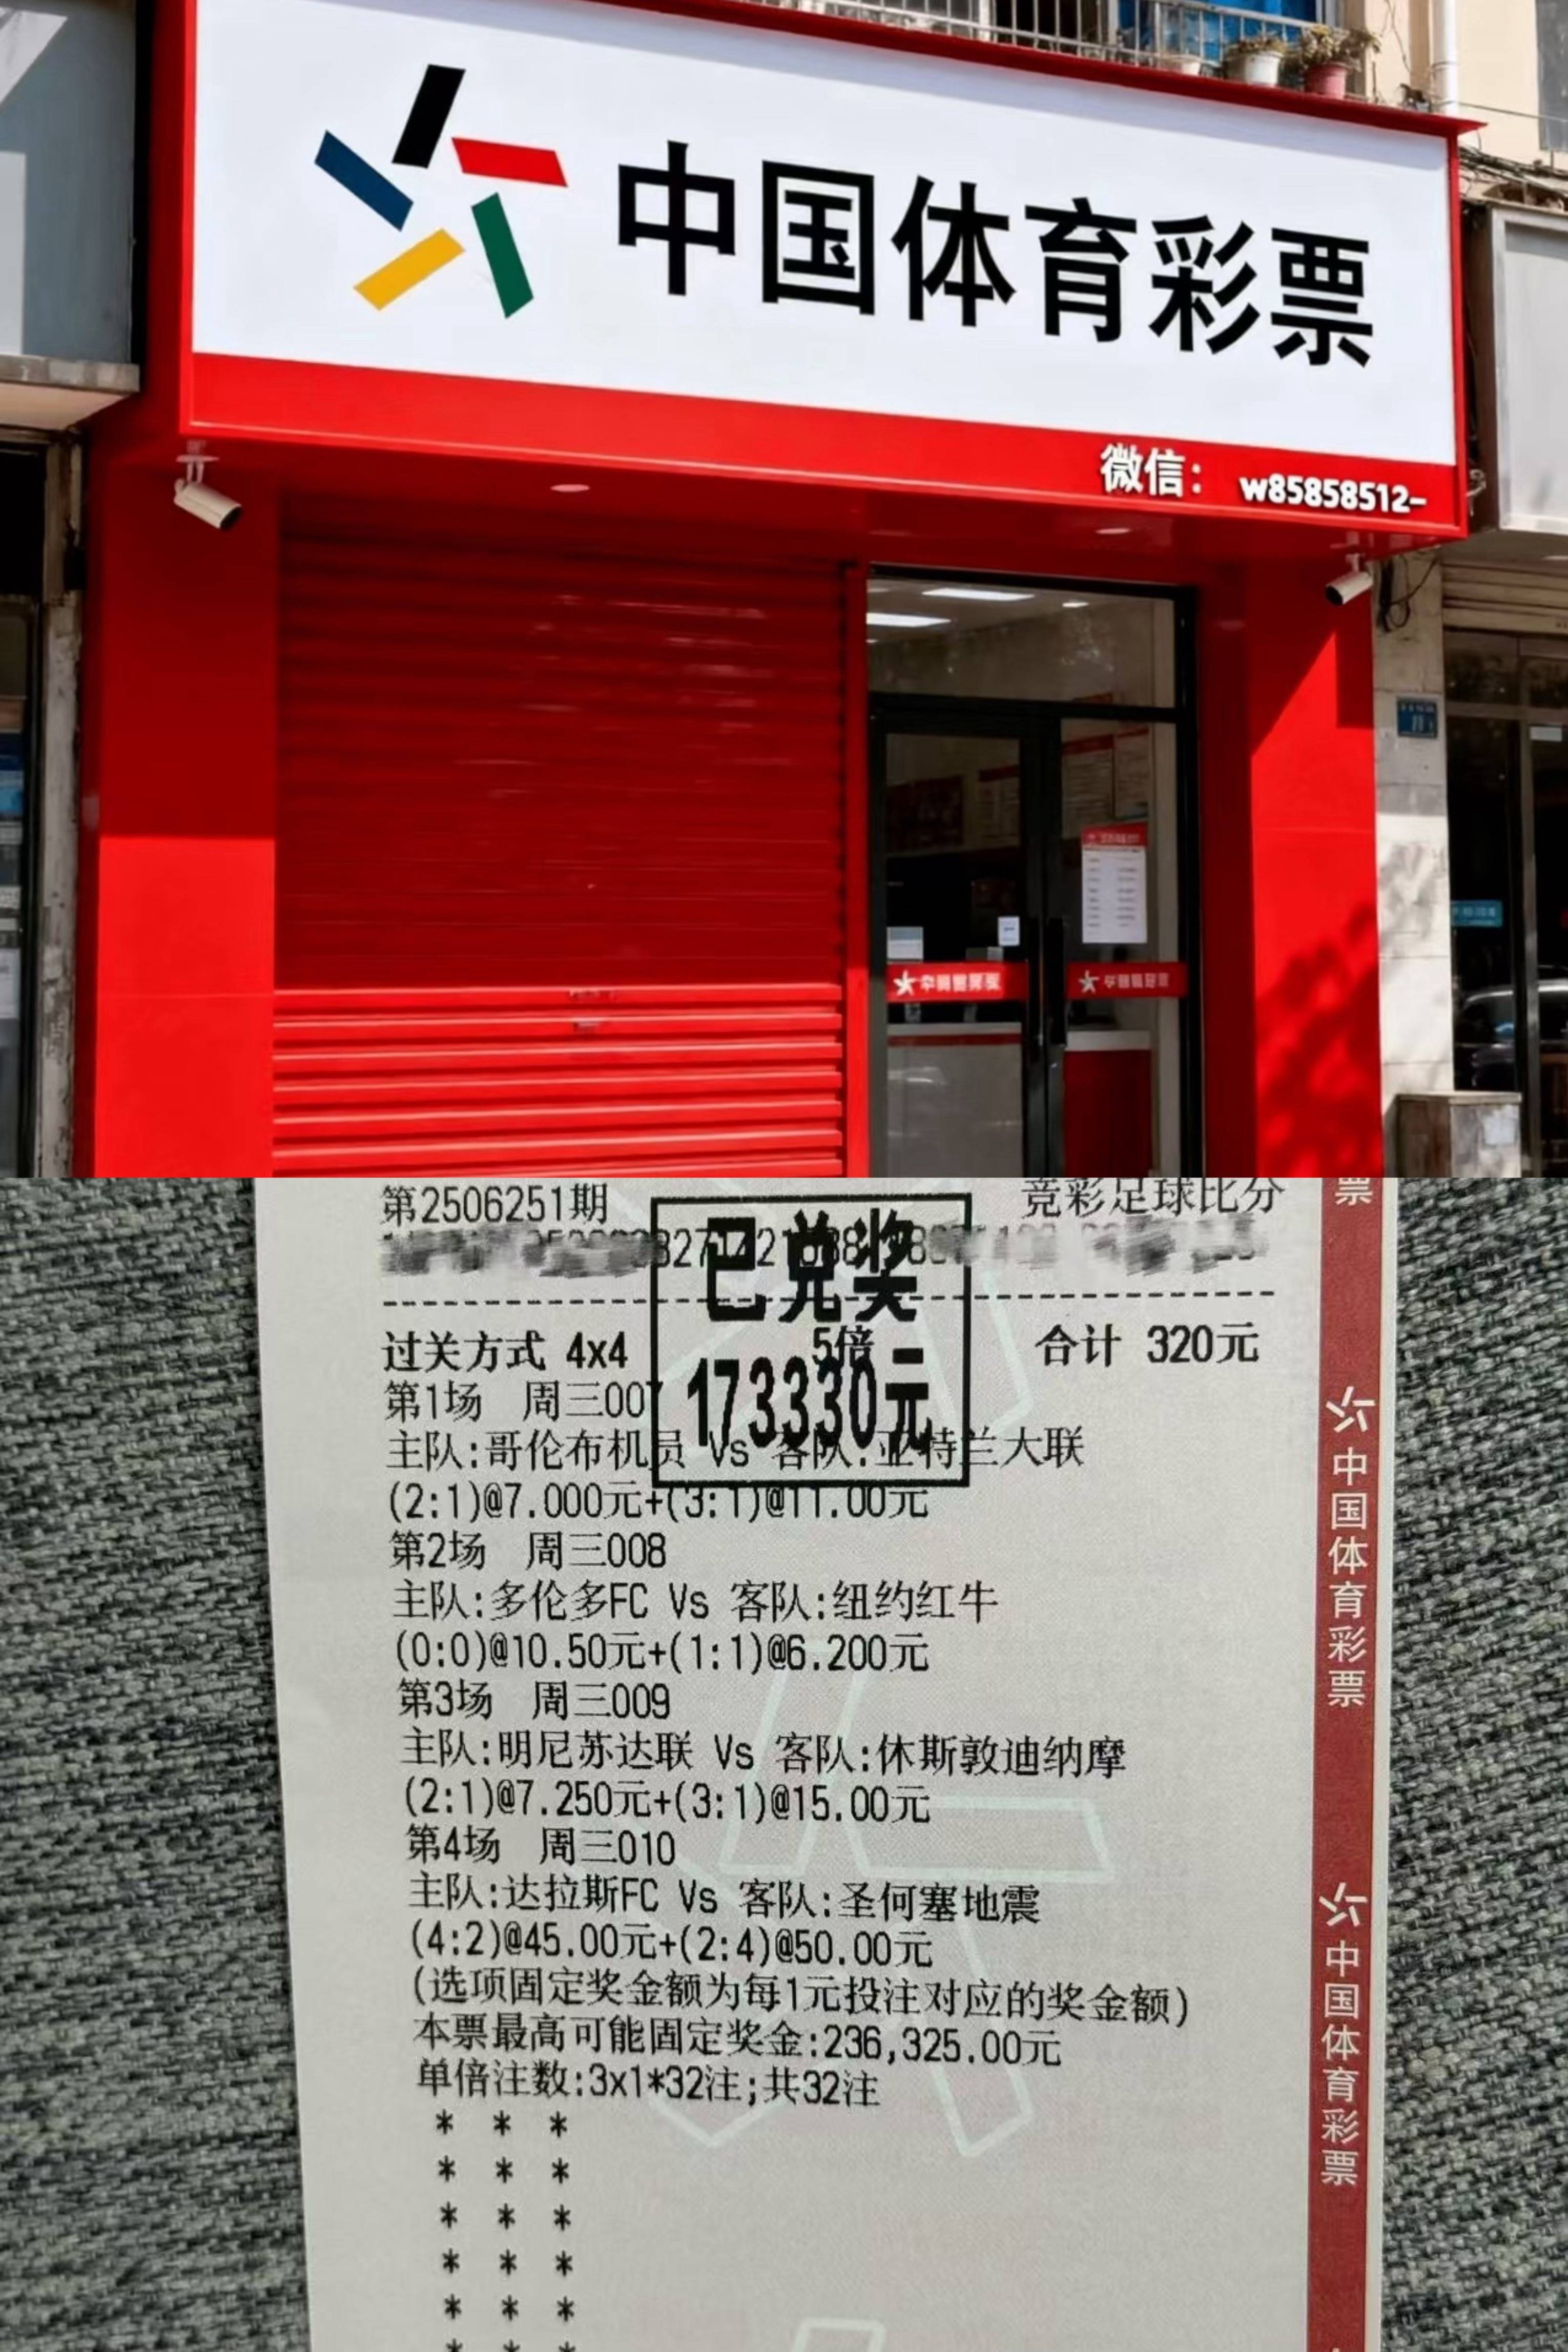 中国体育彩票
微信： w85858512-
票
第2506251期
竞彩足球比分
已兑奖
173330元
过关方式 4x4
5倍
合计 320元
第1场 周三007
主队:哥伦布机员 Vs 客队:亚特兰大联
(2:1)@7.000元+(3:1)@11.00元
第2场 周三008
主队:多伦多FC Vs 客队:纽约红牛
(0:0)@10.50元+(1:1)@6.200元
第3场 周三009
主队:明尼苏达联 Vs 客队:休斯敦迪纳摩
(2:1)@7.250元+(3:1)@15.00元
第4场 周三010
主队:达拉斯FC Vs 客队:圣何塞地震
(4:2)@45.00元+(2:4)@50.00元
(选项固定奖金额为每1元投注对应的奖金额)
本票最高可能固定奖金:236,325.00元
单倍注数:3x1*32注;共32注
* * *
* * *
* * *
* * *
* * *
* * *
中国体育彩票
中国体育彩票